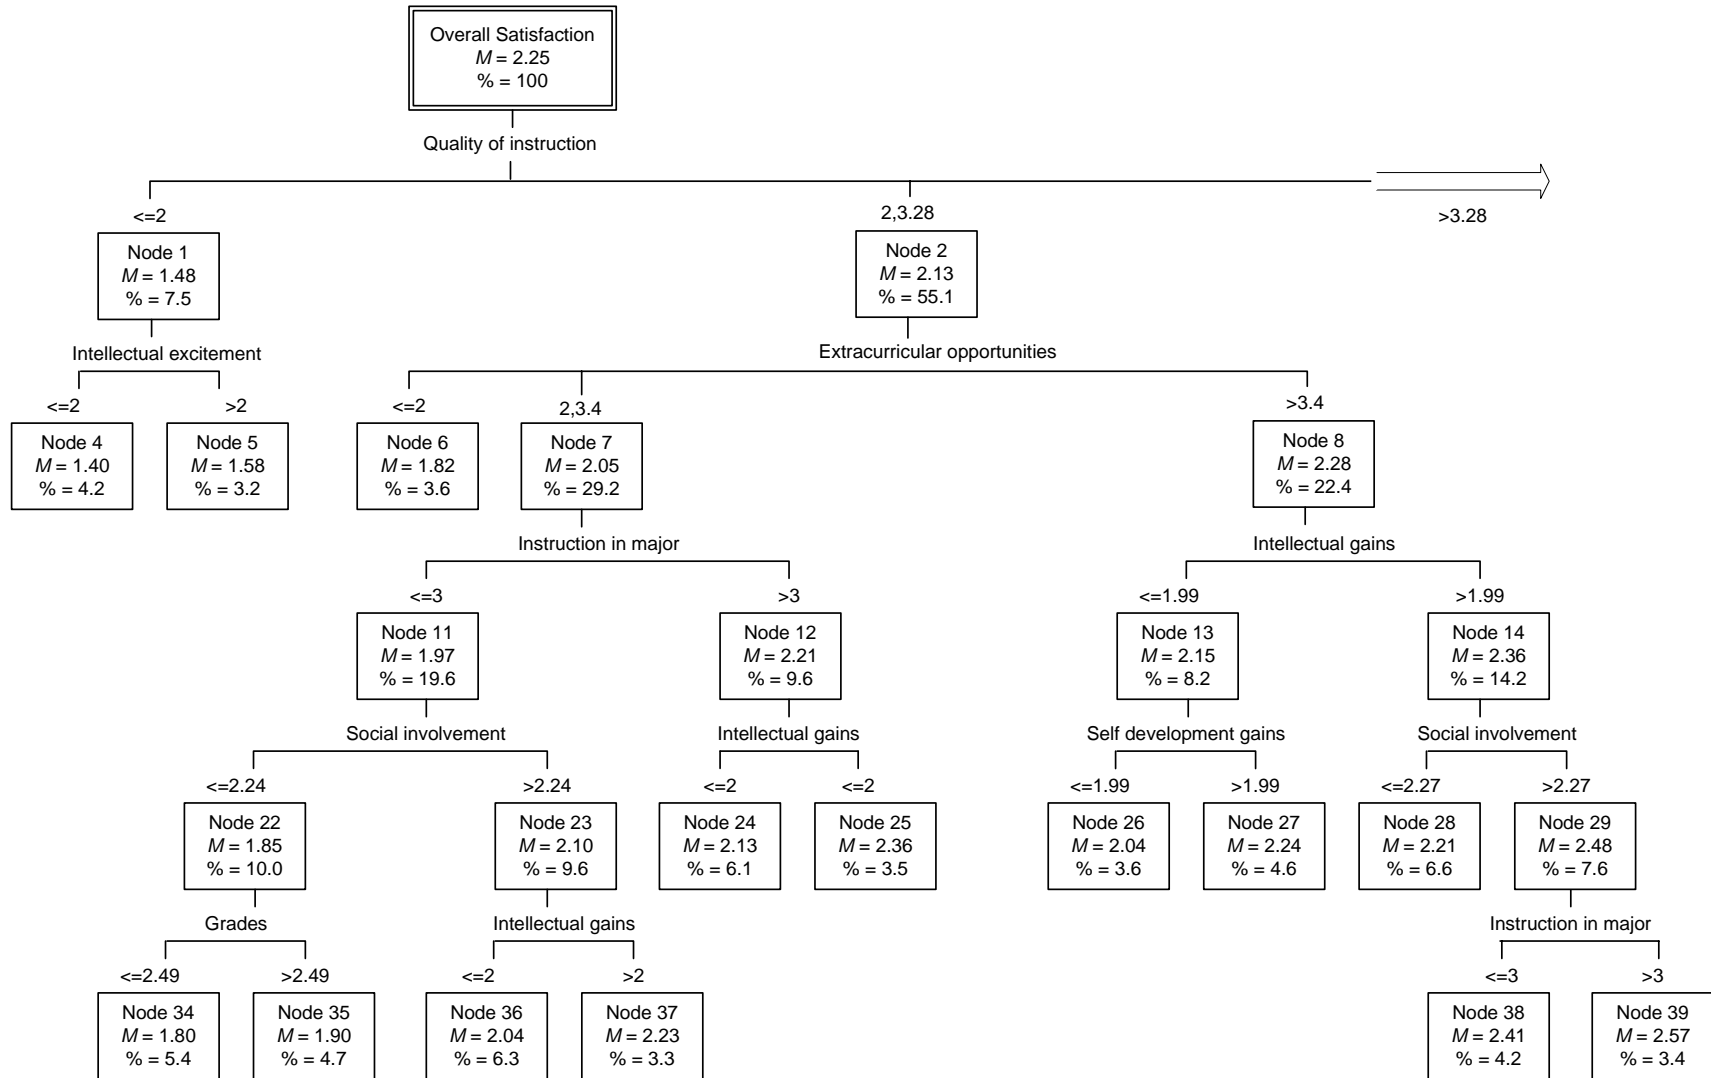 Overall Satisfaction
M = 2.25
% = 100
Quality of instruction
<=2
2,3.28
>3.28
Node 1
M = 1.48
% = 7.5
Node 2
M = 2.13
% = 55.1
Intellectual excitement
Extracurricular opportunities
<=2
>2
<=2
2,3.4
>3.4
Node 4
M = 1.40
% = 4.2
Node 5
M = 1.58
% = 3.2
Node 6
M = 1.82
% = 3.6
Node 7
M = 2.05
% = 29.2
Node 8
M = 2.28
% = 22.4
Instruction in major
Intellectual gains
<=3
>3
<=1.99
>1.99
Node 11
M = 1.97
% = 19.6
Node 12
M = 2.21
% = 9.6
Node 13
M = 2.15
% = 8.2
Node 14
M = 2.36
% = 14.2
Social involvement
Intellectual gains
Self development gains
Social involvement
<=2.24
>2.24
<=2
<=2
<=1.99
>1.99
<=2.27
>2.27
Node 22
M = 1.85
% = 10.0
Node 23
M = 2.10
% = 9.6
Node 24
M = 2.13
% = 6.1
Node 25
M = 2.36
% = 3.5
Node 26
M = 2.04
% = 3.6
Node 27
M = 2.24
% = 4.6
Node 28
M = 2.21
% = 6.6
Node 29
M = 2.48
% = 7.6
Grades
Intellectual gains
Instruction in major
<=2.49
>2.49
<=2
>2
<=3
>3
Node 34
M = 1.80
% = 5.4
Node 35
M = 1.90
% = 4.7
Node 36
M = 2.04
% = 6.3
Node 37
M = 2.23
% = 3.3
Node 38
M = 2.41
% = 4.2
Node 39
M = 2.57
% = 3.4